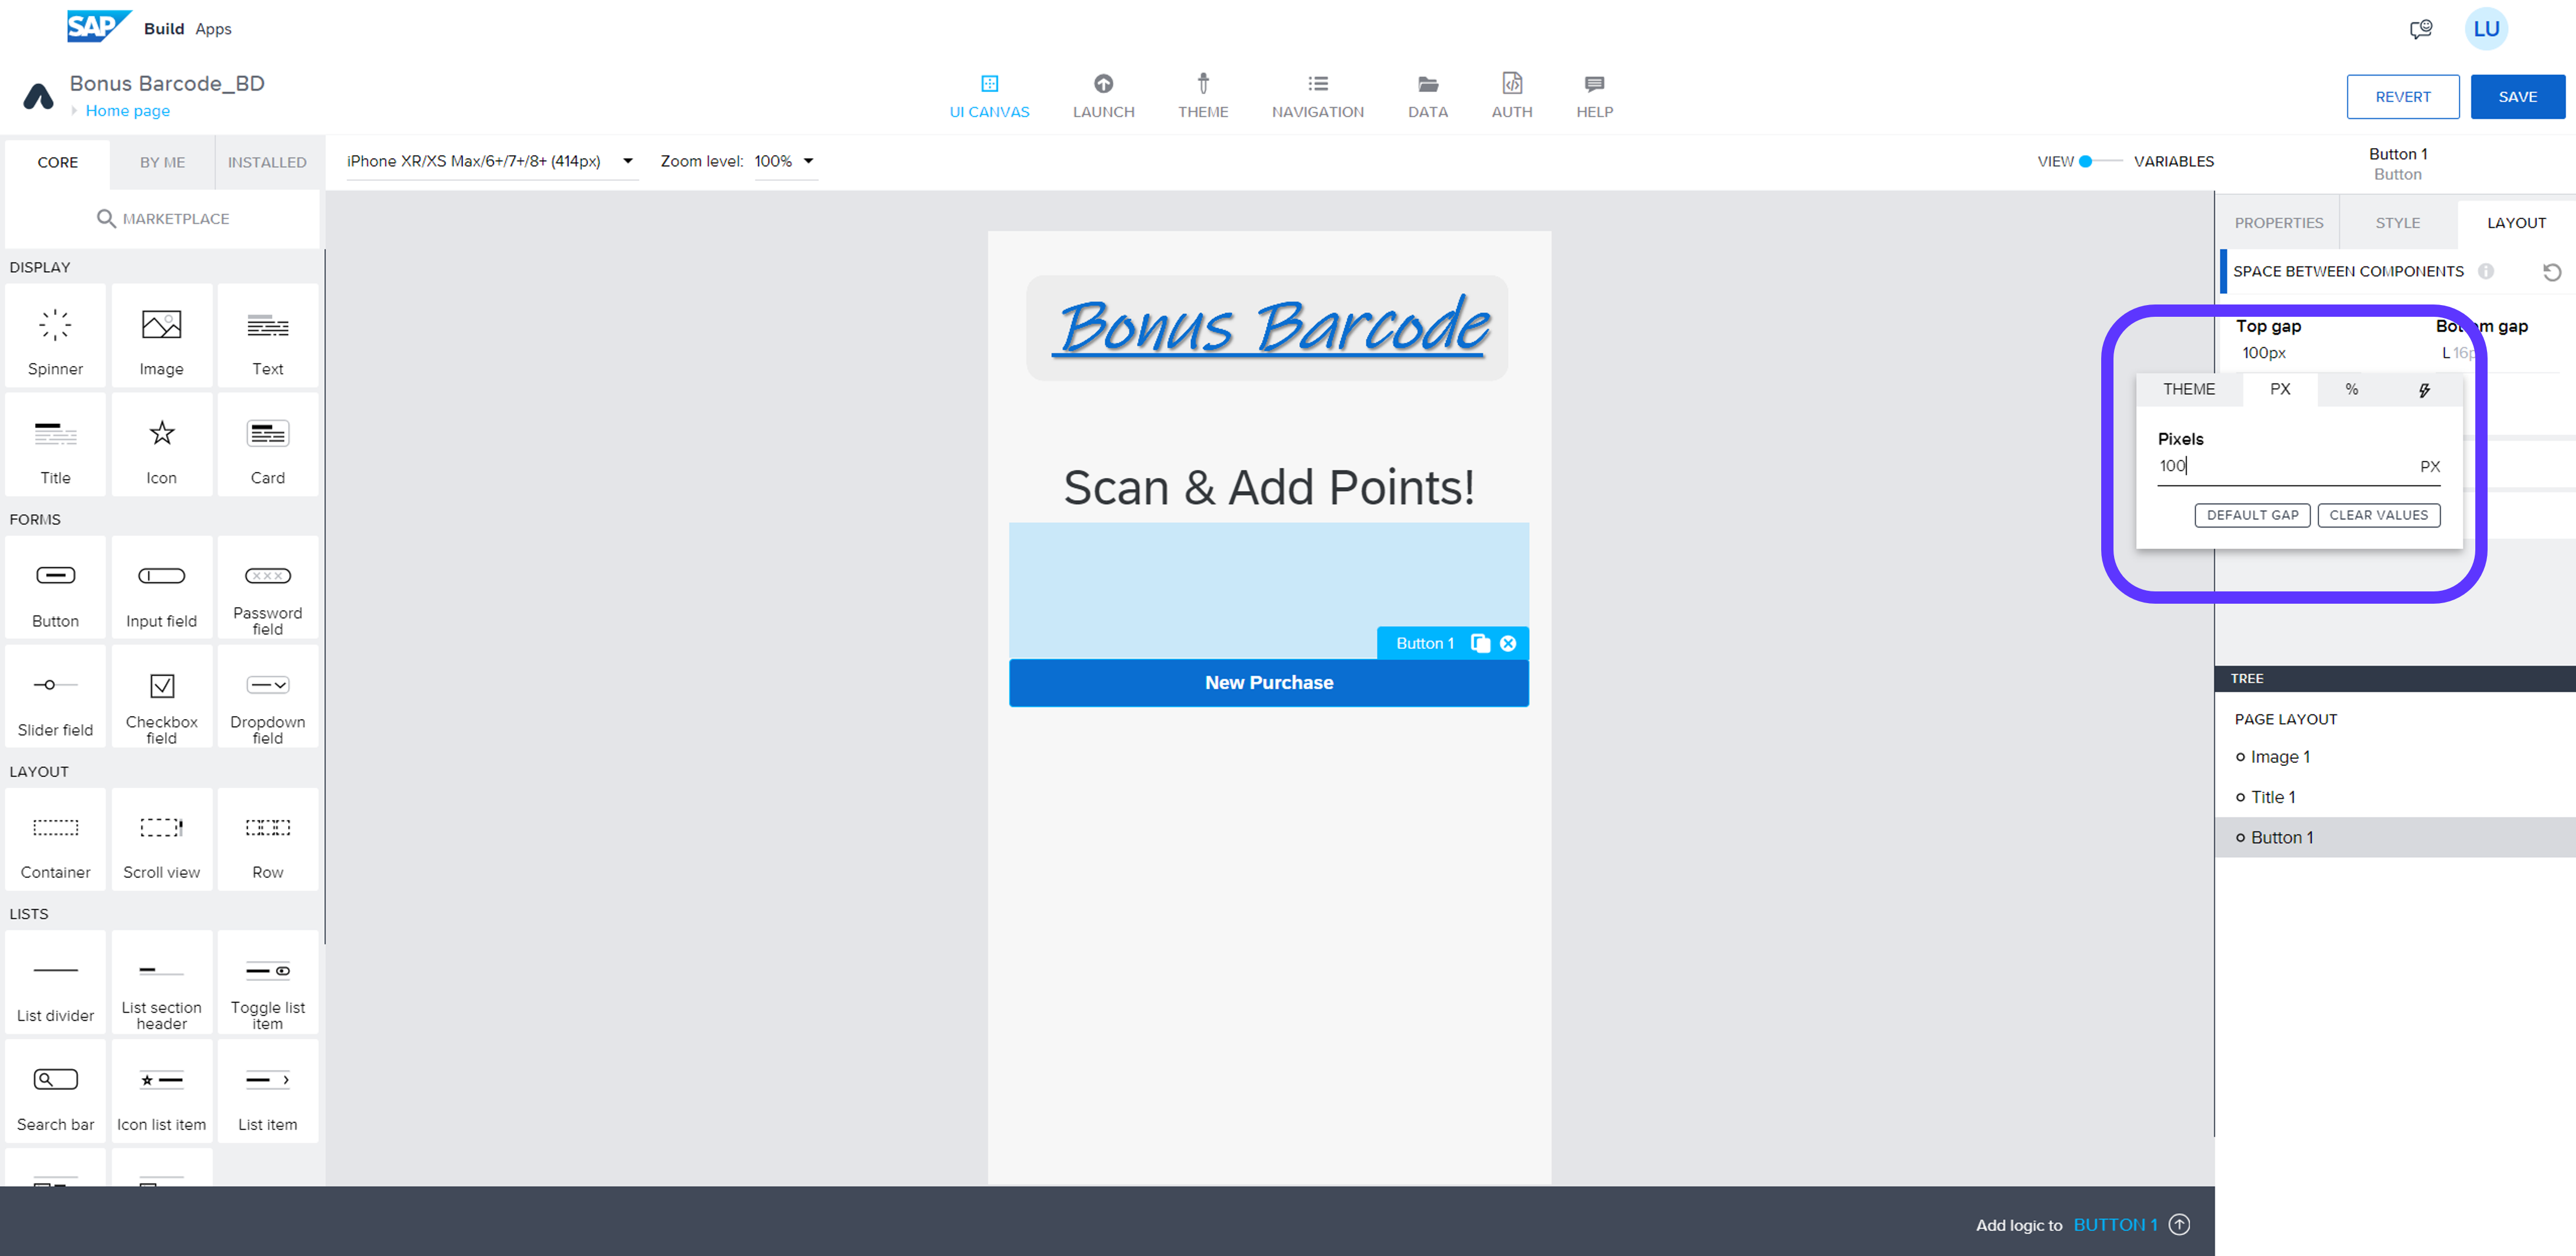 SAP Build Apps
LU
Bonus Barcode_BD
Home page
UI CANVAS
LAUNCH
THEME
NAVIGATION
DATA
AUTH
HELP
REVERT
SAVE
CORE
BY ME
INSTALLED
iPhone XR/XS Max/6+/7+/8+ (414px)
Zoom level: 100%
VIEW
VARIABLES
Button 1
Button
MARKETPLACE
PROPERTIES
STYLE
LAYOUT
DISPLAY
Spinner
Image
Text
Title
Icon
Card
FORMS
Button
Input field
Password
field
Slider field
Checkbox
field
Dropdown
field
LAYOUT
Container
Scroll view
Row
LISTS
List divider
List section
header
Toggle list
item
Search bar
Icon list item
List item
Bonus Barcode
Scan & Add Points!
Button 1
New Purchase
SPACE BETWEEN COMPONENTS
Top gap
Bottom gap
100px
L 16p
THEME
PX
%
Pixels
100
PX
DEFAULT GAP
CLEAR VALUES
TREE
PAGE LAYOUT
Image 1
Title 1
Button 1
Add logic to BUTTON 1